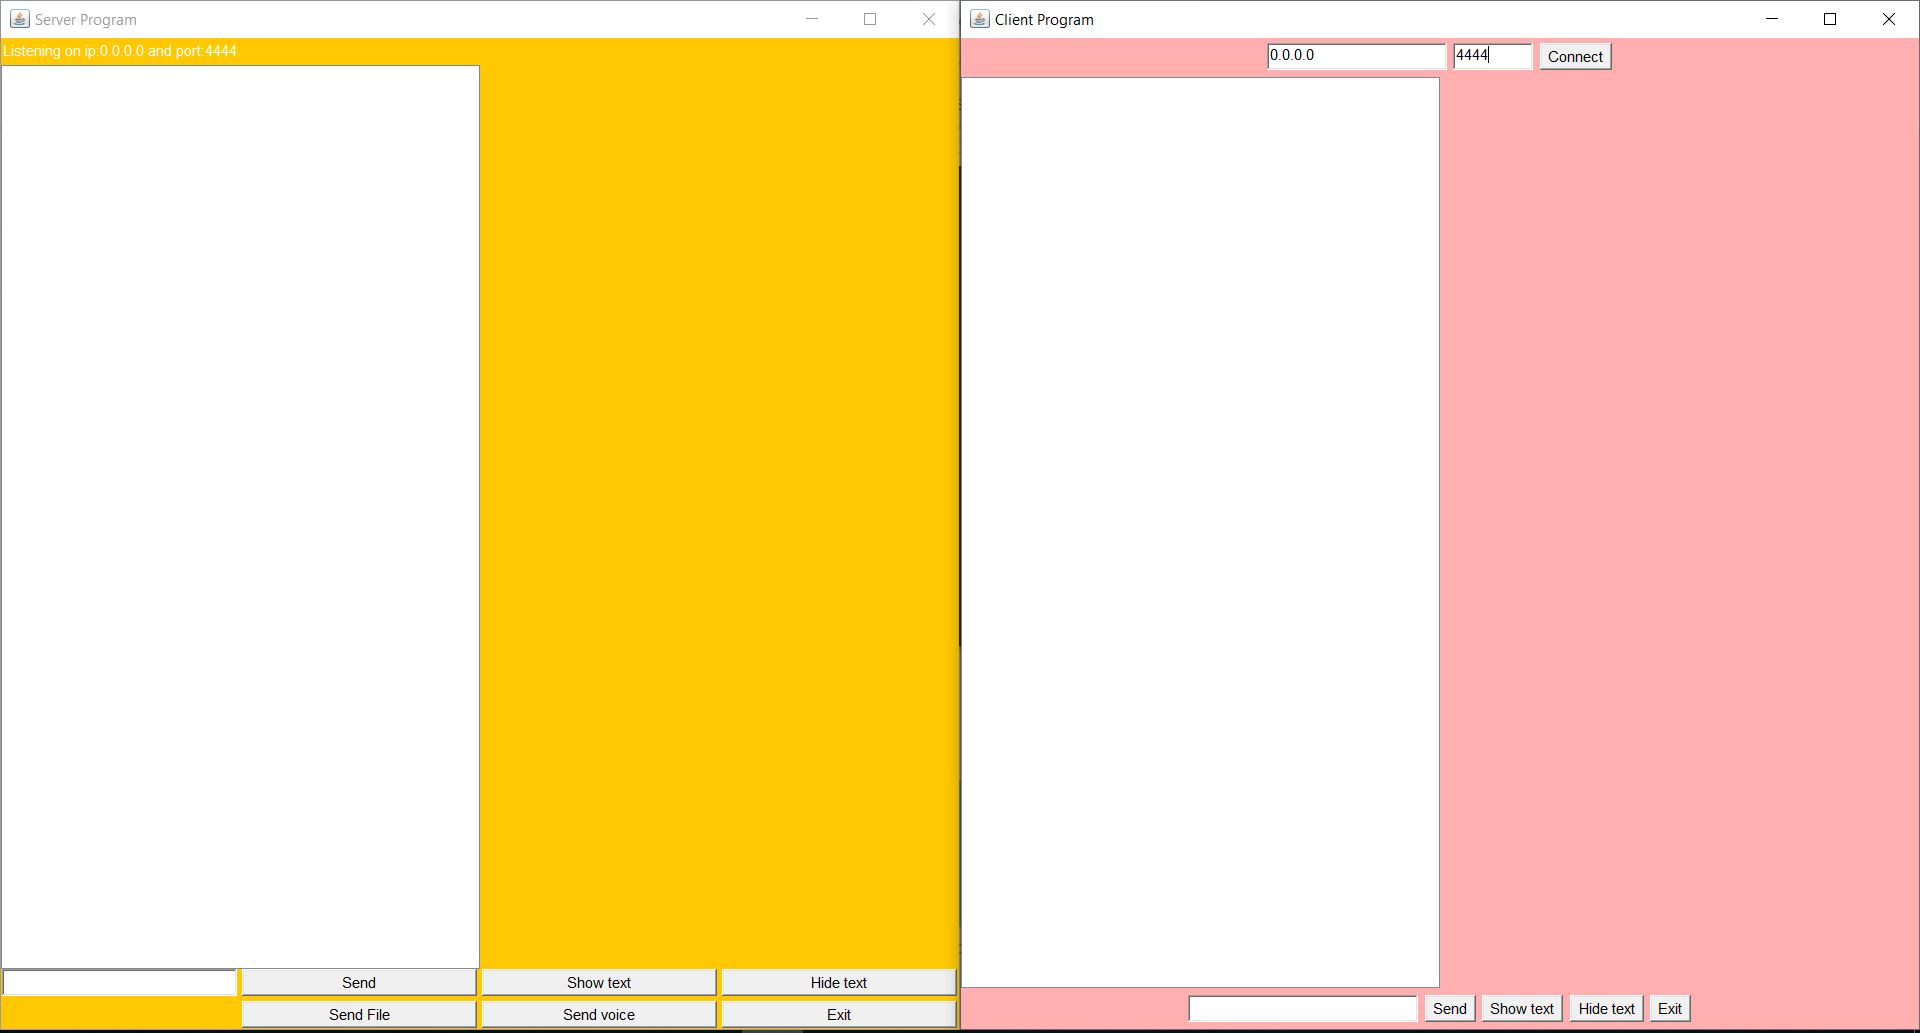 Server Program
Listening on ip:0.0.0.0 and port:4444
Send
Show text
Hide text
Send File
Send voice
Exit
Client Program
0.0.0.0
4444
Connect
Send
Show text
Hide text
Exit